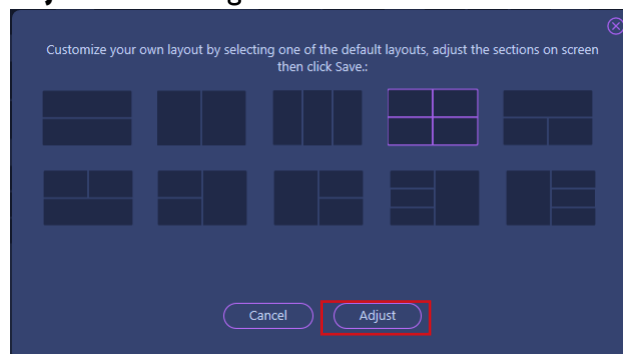 Customize your own layout by selecting one of the default layouts, adjust the sections on screen
then click Save.:
Cancel
Adjust